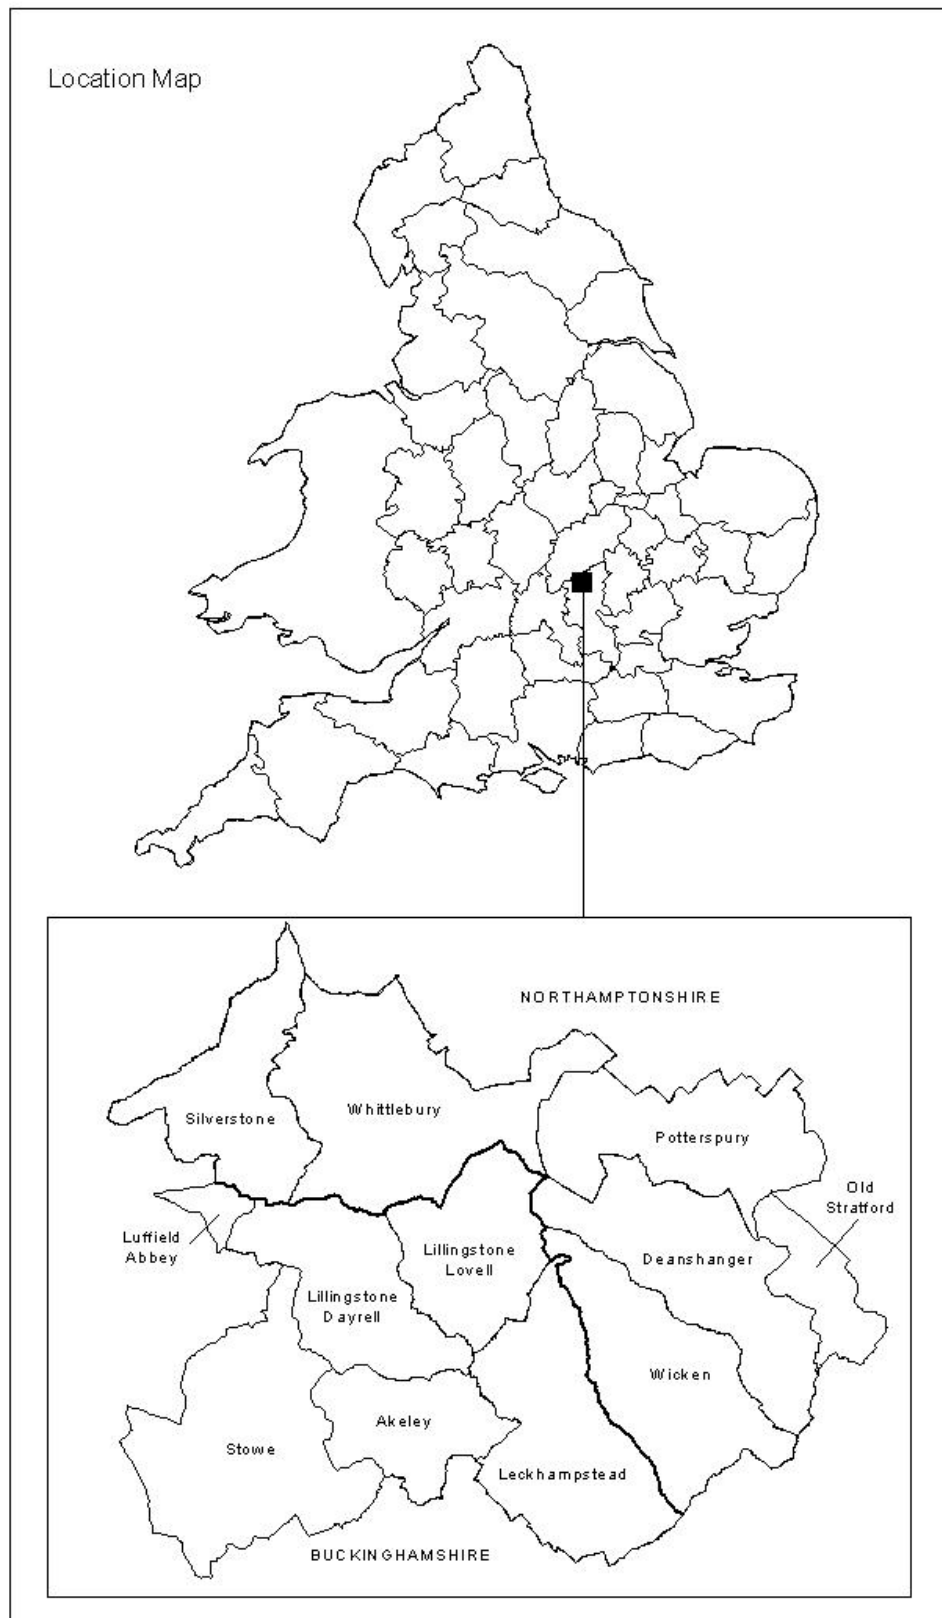 Location Map
NORTHAMPTONSHIRE
Silverstone
Whittlebury
Potterspury
Old
Stratford
Luffield
Abbey
Lillingstone
Lovell
Deanshanger
Lillingstone
Dayrell
Wicken
Akeley
Stowe
Leckhampstead
BUCKINGHAMSHIRE